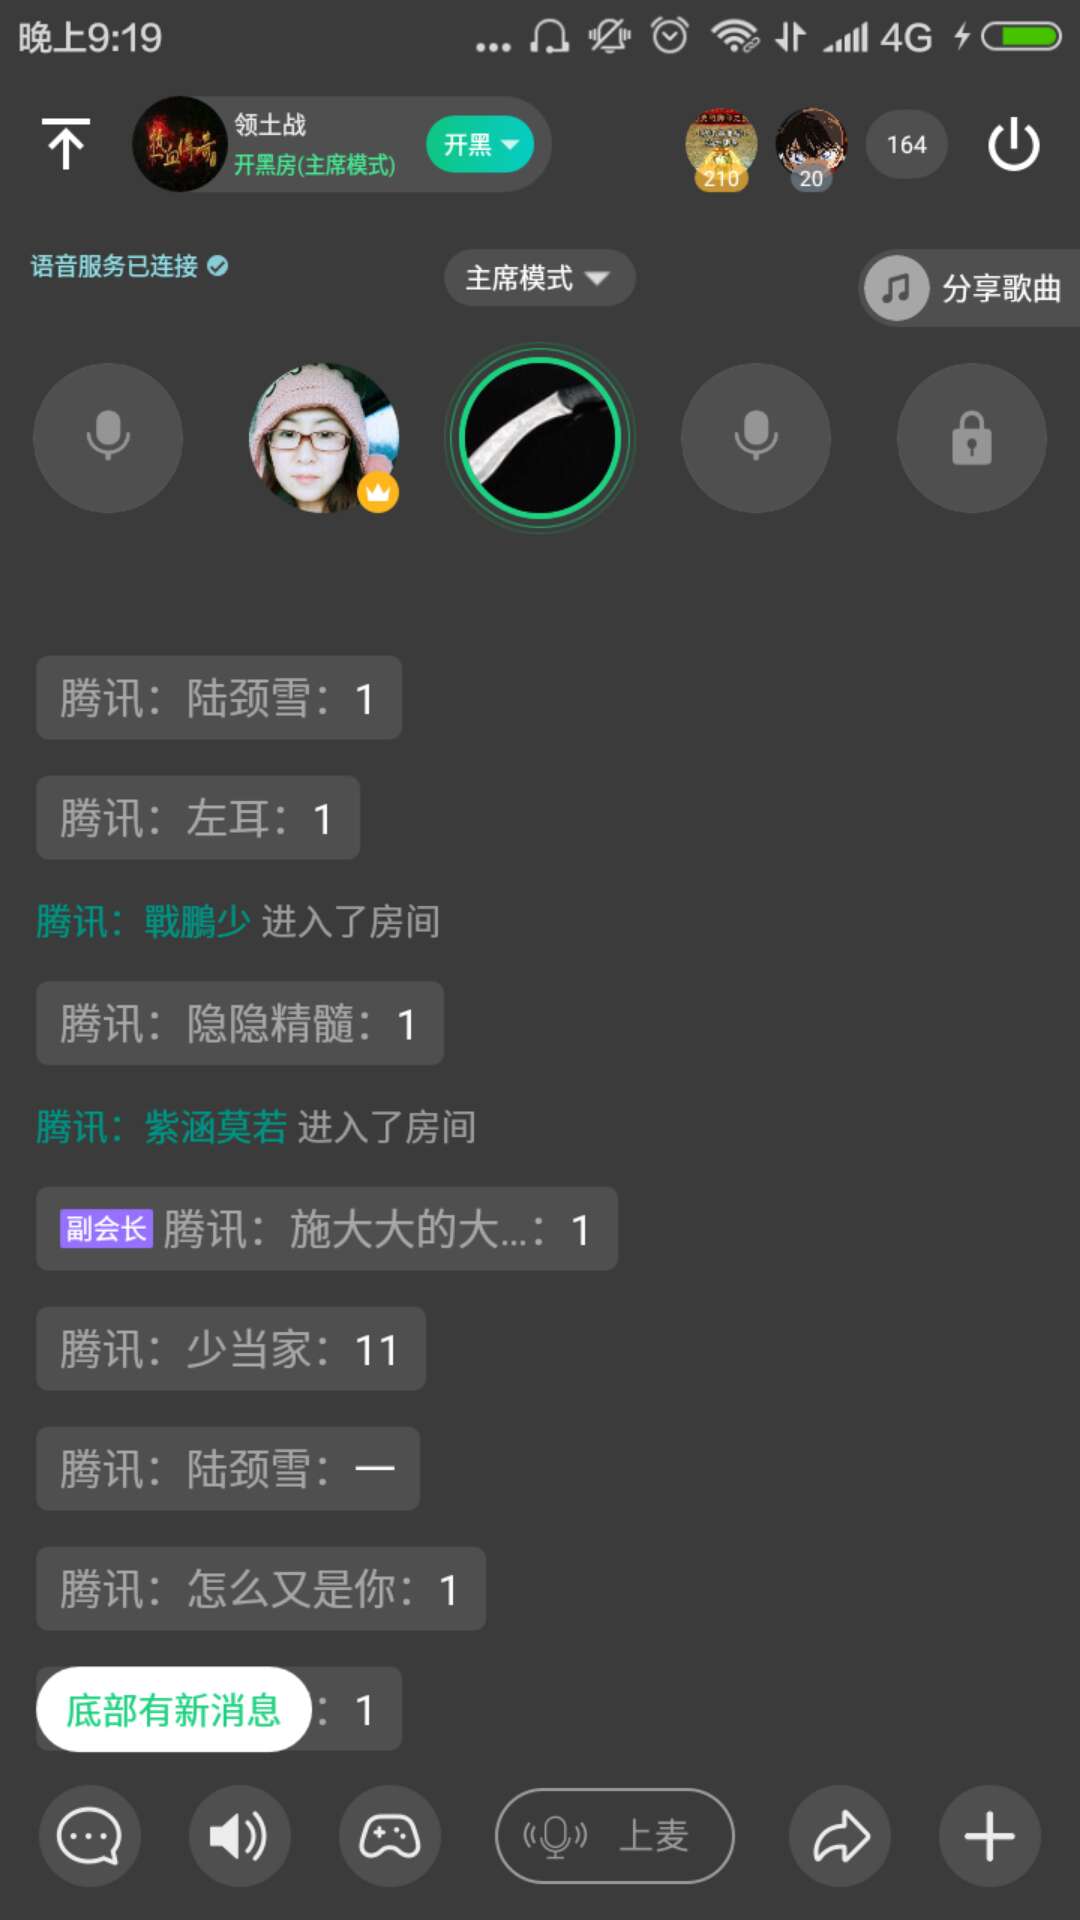 晚上9:19
4G
领土战
开黑房(主席模式)
开黑
210
20
164
语音服务已连接
主席模式
分享歌曲
腾讯：陆颈雪：1
腾讯：左耳：1
腾讯：戰鵬少 进入了房间
腾讯：隐隐精髓：1
腾讯：紫涵莫若 进入了房间
副会长 腾讯：施大大的大...：1
腾讯：少当家：11
腾讯：陆颈雪：一
腾讯：怎么又是你：1
底部有新消息 ：1
上麦